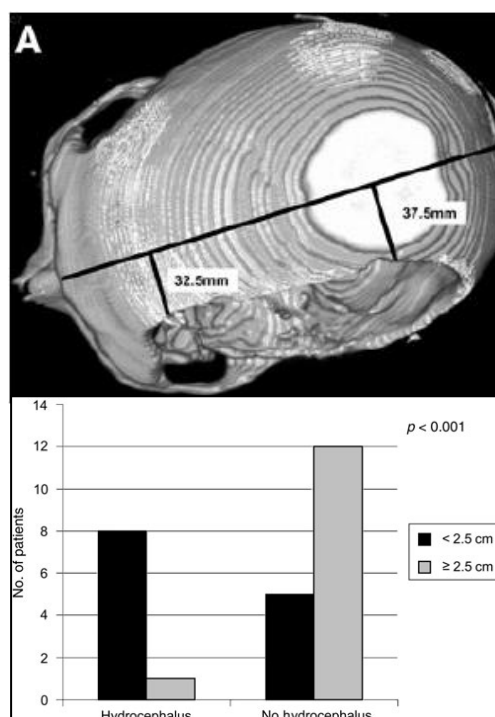 A
37.5mm
32.5mm
14
p < 0.001
12
10
8
6
4
2
0
No. of patients
< 2.5 cm
≥ 2.5 cm
Hydrocephalus
No hydrocephalus